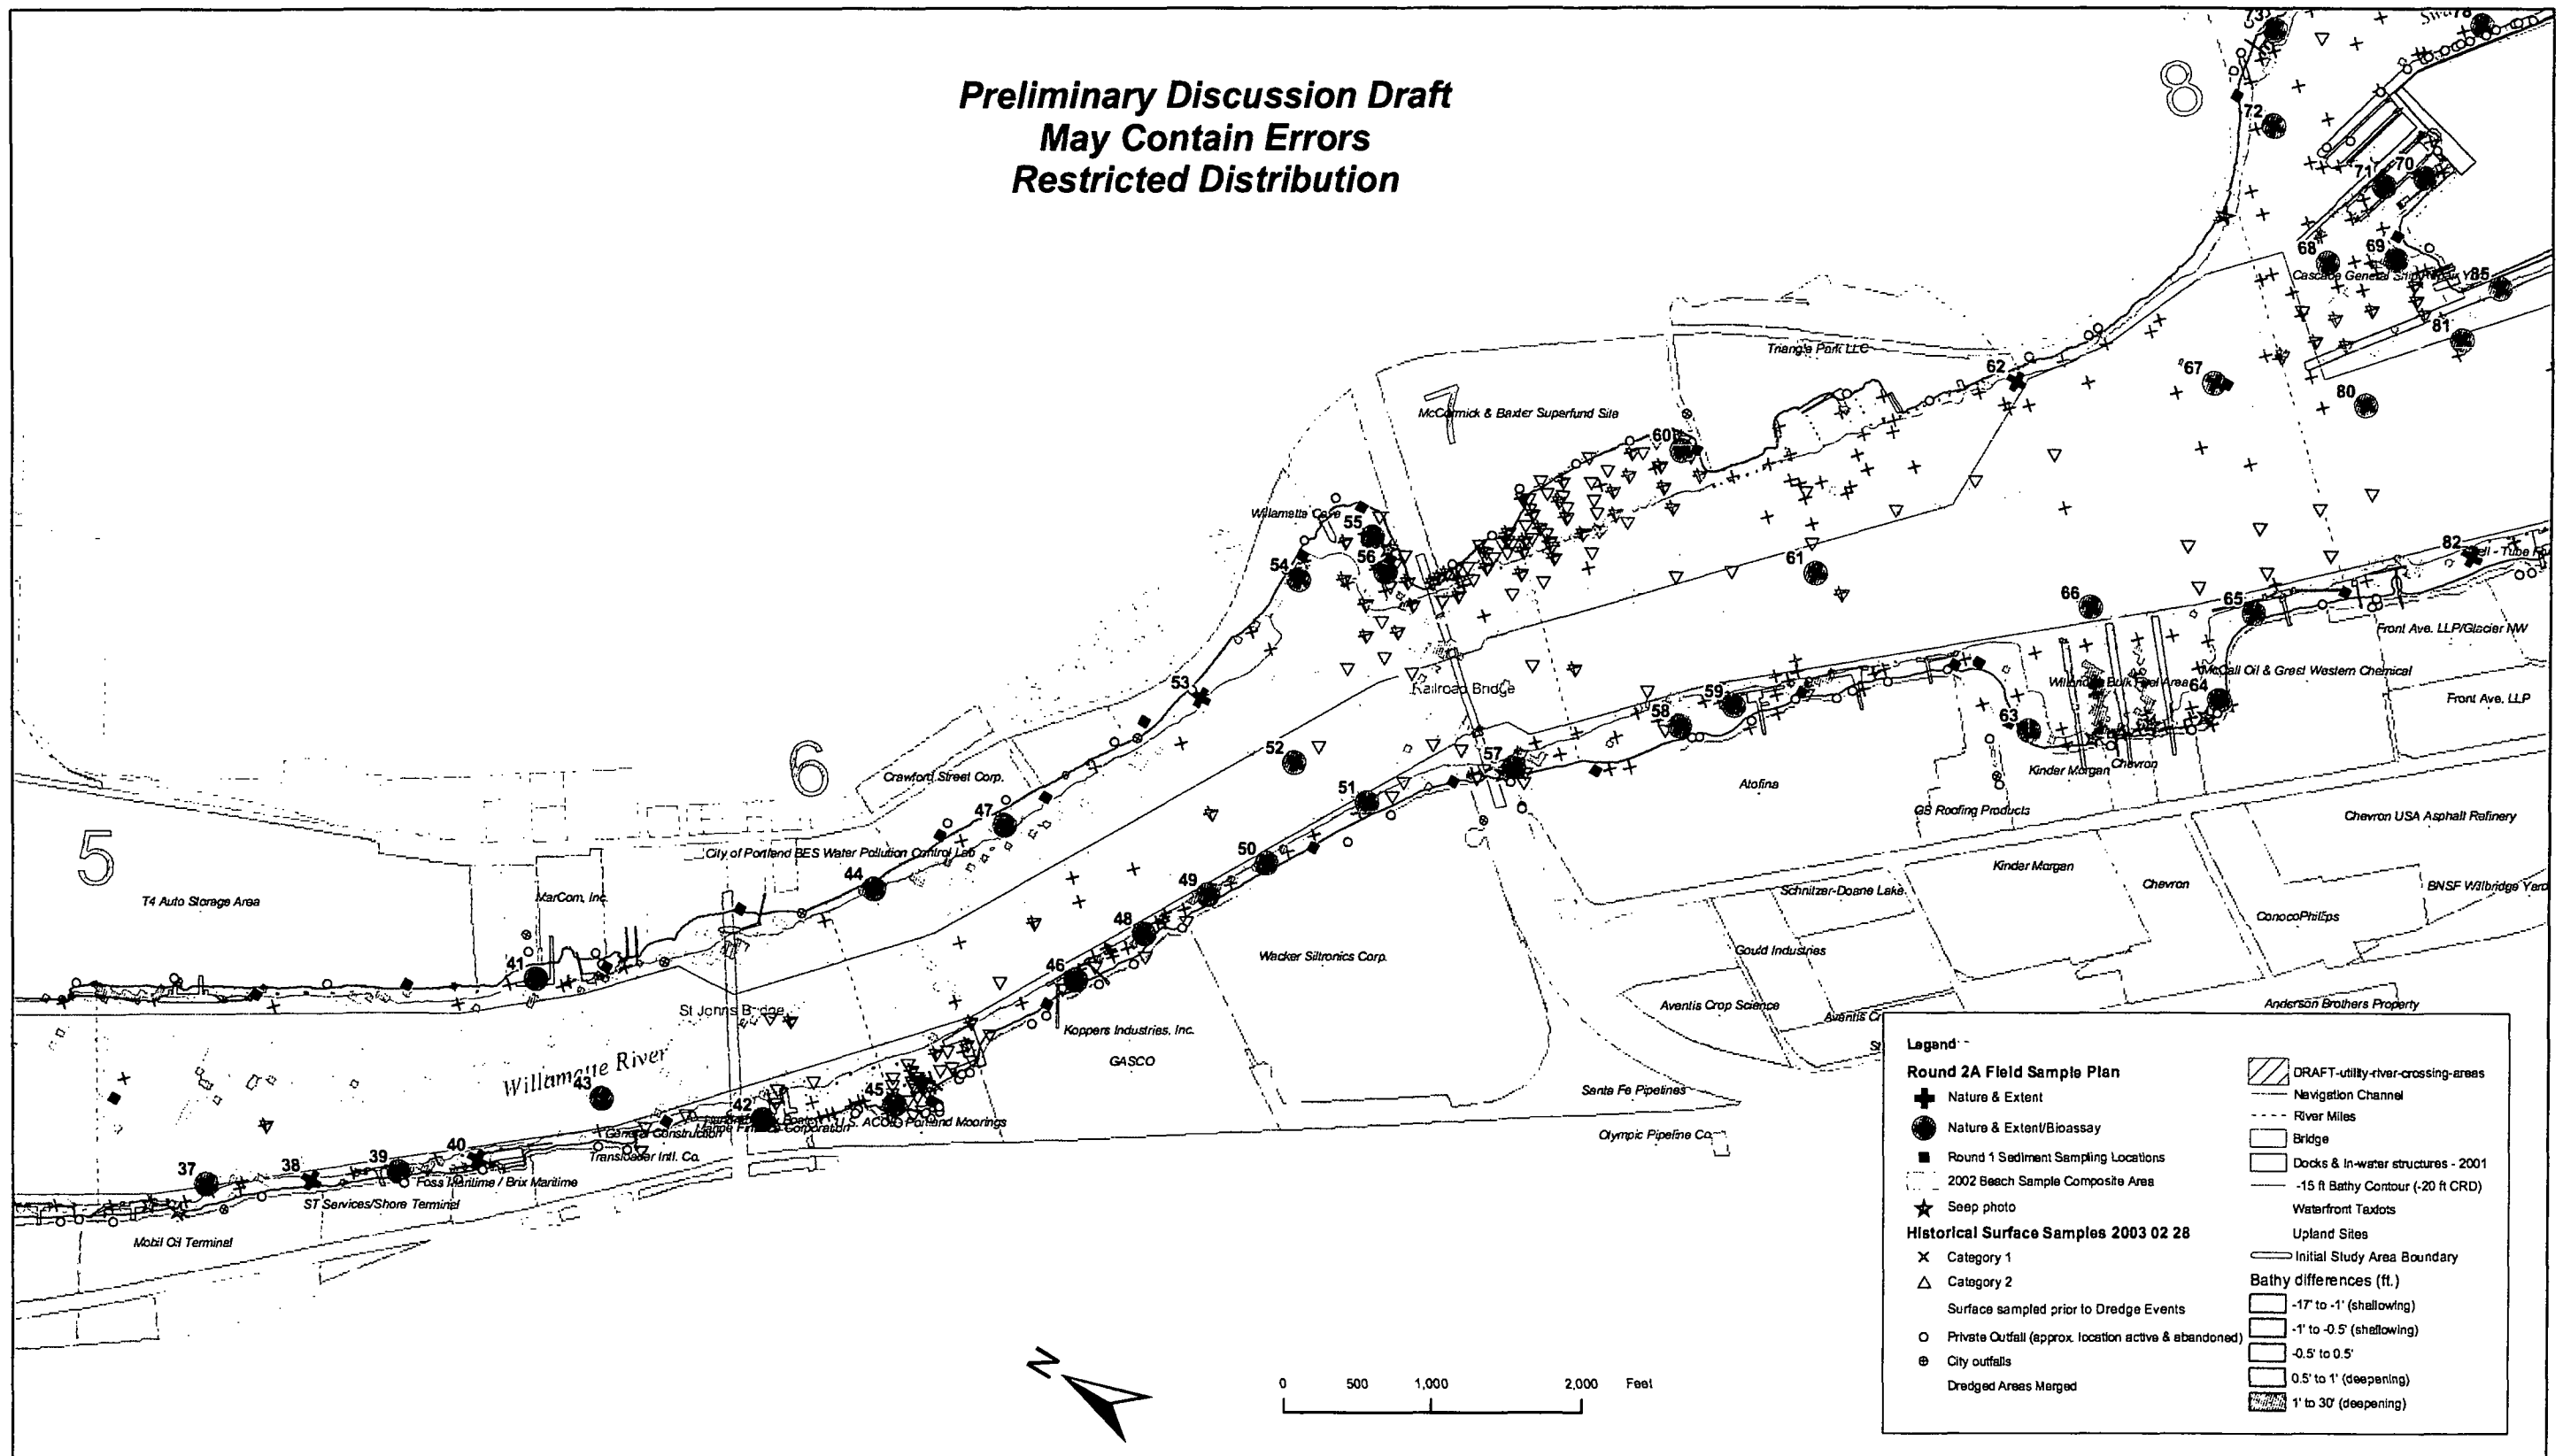 Preliminary Discussion Draft
May Contain Errors
Restricted Distribution
8
72
71
70
68
69
Cascade General Ship
85
81
67
80
62
Triangle Park LLC
7
McCormick & Baxter Superfund Site
60
Willamette Cove
55
54
56
61
82
66
65
Front Ave. LLP/Glacier NW
McCall Oil & Great Western Chemical
64
Front Ave. LLP
53
Railroad Bridge
59
58
63
Kinder Morgan
Chevron
52
57
6
Crawford Street Corp.
51
Atofina
GS Roofing Products
Chevron USA Asphalt Refinery
47
City of Portland BES Water Pollution Control Lab
50
5
44
49
Kinder Morgan
Schnitzer-Doane Lake
Chevron
BNSF Willbridge Yard
T4 Auto Storage Area
MarCom, Inc.
48
ConocoPhillips
41
46
Wacker Siltronics Corp.
Gould Industries
Aventis Crop Science
Anderson Brothers Property
St Johns Bridge
Koppers Industries, Inc.
GASCO
Willamette River
43
42
45
Santa Fe Pipelines
Olympic Pipeline Co.
General Construction
Transloader Intl. Co.
37
38
39
40
Foss Maritime / Brix Maritime
ST Services/Shore Terminal
Mobil Oil Terminal
N
0 500 1,000 2,000 Feet
Legend
Round 2A Field Sample Plan
Nature & Extent
Nature & Extent/Bioassay
Round 1 Sediment Sampling Locations
2002 Beach Sample Composite Area
Seep photo
Historical Surface Samples 2003 02 28
Category 1
Category 2
Surface sampled prior to Dredge Events
Private Outfall (approx. location active & abandoned)
City outfalls
Dredged Areas Merged
DRAFT-utility-river-crossing-areas
Navigation Channel
River Miles
Bridge
Docks & In-water structures - 2001
-15 ft Bathy Contour (-20 ft CRD)
Waterfront Taxlots
Upland Sites
Initial Study Area Boundary
Bathy differences (ft.)
-17' to -1' (shallowing)
-1' to -0.5' (shallowing)
-0.5' to 0.5'
0.5' to 1' (deepening)
1' to 30' (deepening)